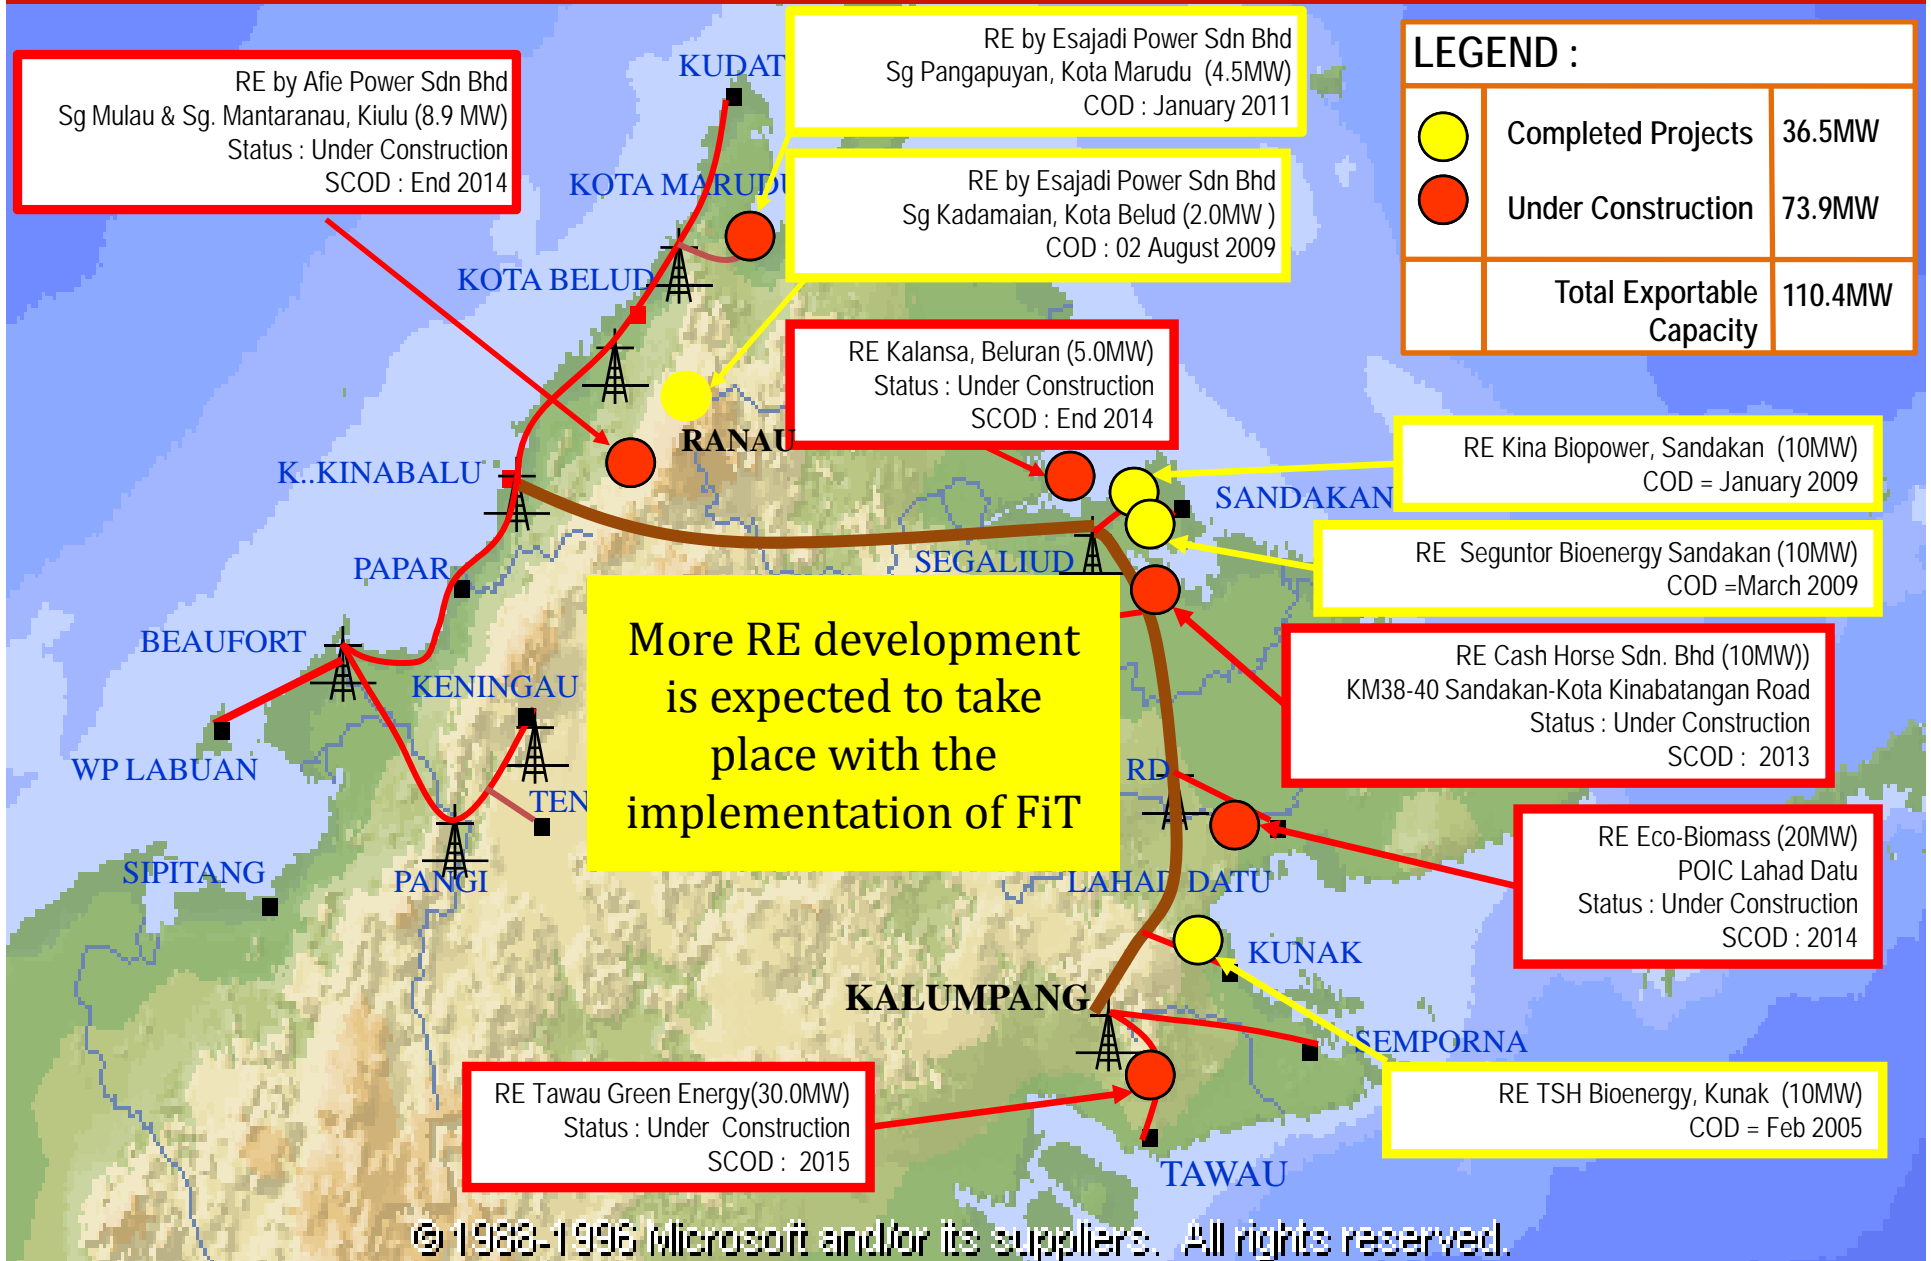 RE by Afie Power Sdn Bhd
Sg Mulau & Sg. Mantaranau, Kiulu (8.9 MW)
Status : Under Construction
SCOD : End 2014
RE by Esajadi Power Sdn Bhd
Sg Pangapuyan, Kota Marudu (4.5MW)
COD : January 2011
RE by Esajadi Power Sdn Bhd
Sg Kadamaian, Kota Belud (2.0MW )
COD : 02 August 2009
LEGEND :
Completed Projects 36.5MW
Under Construction 73.9MW
Total Exportable 110.4MW
Capacity
KUDAT
KOTA MARUDU
KOTA BELUD
RE Kalansa, Beluran (5.0MW)
Status : Under Construction
SCOD : End 2014
RANAU
K..KINABALU
RE Kina Biopower, Sandakan (10MW)
COD = January 2009
SANDAKAN
RE Seguntor Bioenergy Sandakan (10MW)
COD =March 2009
SEGALIUD
PAPAR
BEAUFORT
KENINGAU
WP LABUAN
TEN
SIPITANG
PANGI
More RE development
is expected to take
place with the
implementation of FiT
RE Cash Horse Sdn. Bhd (10MW))
KM38-40 Sandakan-Kota Kinabatangan Road
Status : Under Construction
SCOD : 2013
RD
RE Eco-Biomass (20MW)
POIC Lahad Datu
Status : Under Construction
SCOD : 2014
LAHAD DATU
KUNAK
KALUMPANG
SEMPORNA
RE Tawau Green Energy(30.0MW)
Status : Under Construction
SCOD : 2015
RE TSH Bioenergy, Kunak (10MW)
COD = Feb 2005
TAWAU
© 1988-1996 Microsoft and/or its suppliers. All rights reserved.